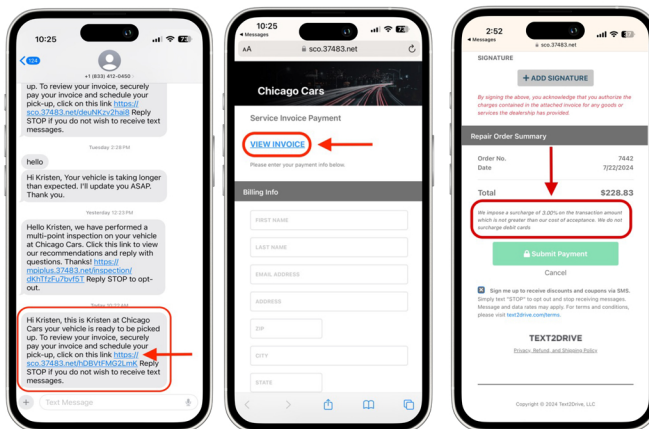 10:25
124
+1 (833) 412-0450
up. To review your invoice, securely
pay your invoice and schedule your
pick-up, click on this link https://
sco.37483.net/deuNKzv2hai8 Reply
STOP if you do not wish to receive text
messages.
Tuesday 3:28 PM
hello
Hi Kristen, Your vehicle is taking longer
than expected. I'll update you ASAP.
Thank you.
Yesterday 12:23 PM
Hello Kristen, we have performed a
multi-point inspection on your vehicle
at Chicago Cars. Click this link to view
our recommendations and reply with
questions. Thanks! https://
mpiplus.37483.net/inspection/
dKhTfzFu7bvf5T Reply STOP to opt-
out.
Today 10:22 AM
Hi Kristen, this is Kristen at Chicago
Cars your vehicle is ready to be picked
up. To review your invoice, securely
pay your invoice and schedule your
pick-up, click on this link https://
sco.37483.net/hDBVtFMG2LmK Reply
STOP if you do not wish to receive text
messages.
Text Message
10:25
Messages
AA
sco.37483.net
Chicago Cars
Service Invoice Payment
VIEW INVOICE
Please enter your payment info below.
Billing Info
FIRST NAME
LAST NAME
EMAIL ADDRESS
ADDRESS
ZIP
CITY
STATE
2:52
Messages
sco.37483.net
SIGNATURE
+ ADD SIGNATURE
By signing the above, you acknowledge that you authorize the
charges contained in the attached invoice for any goods or
services the dealership has provided.
Repair Order Summary
Order No. 7442
Date 7/22/2024
Total $228.83
We impose a surcharge of 3.00% on the transaction amount
which is not greater than our cost of acceptance. We do not
surcharge debit cards
Submit Payment
Cancel
Sign me up to receive discounts and coupons via SMS.
Simply text "STOP" to opt out and stop receiving messages.
Message and data rates may apply. For terms and conditions,
please visit text2drive.com/terms.
TEXT2DRIVE
Privacy, Refund, and Shipping Policy
Copyright © 2024 Text2Drive, LLC